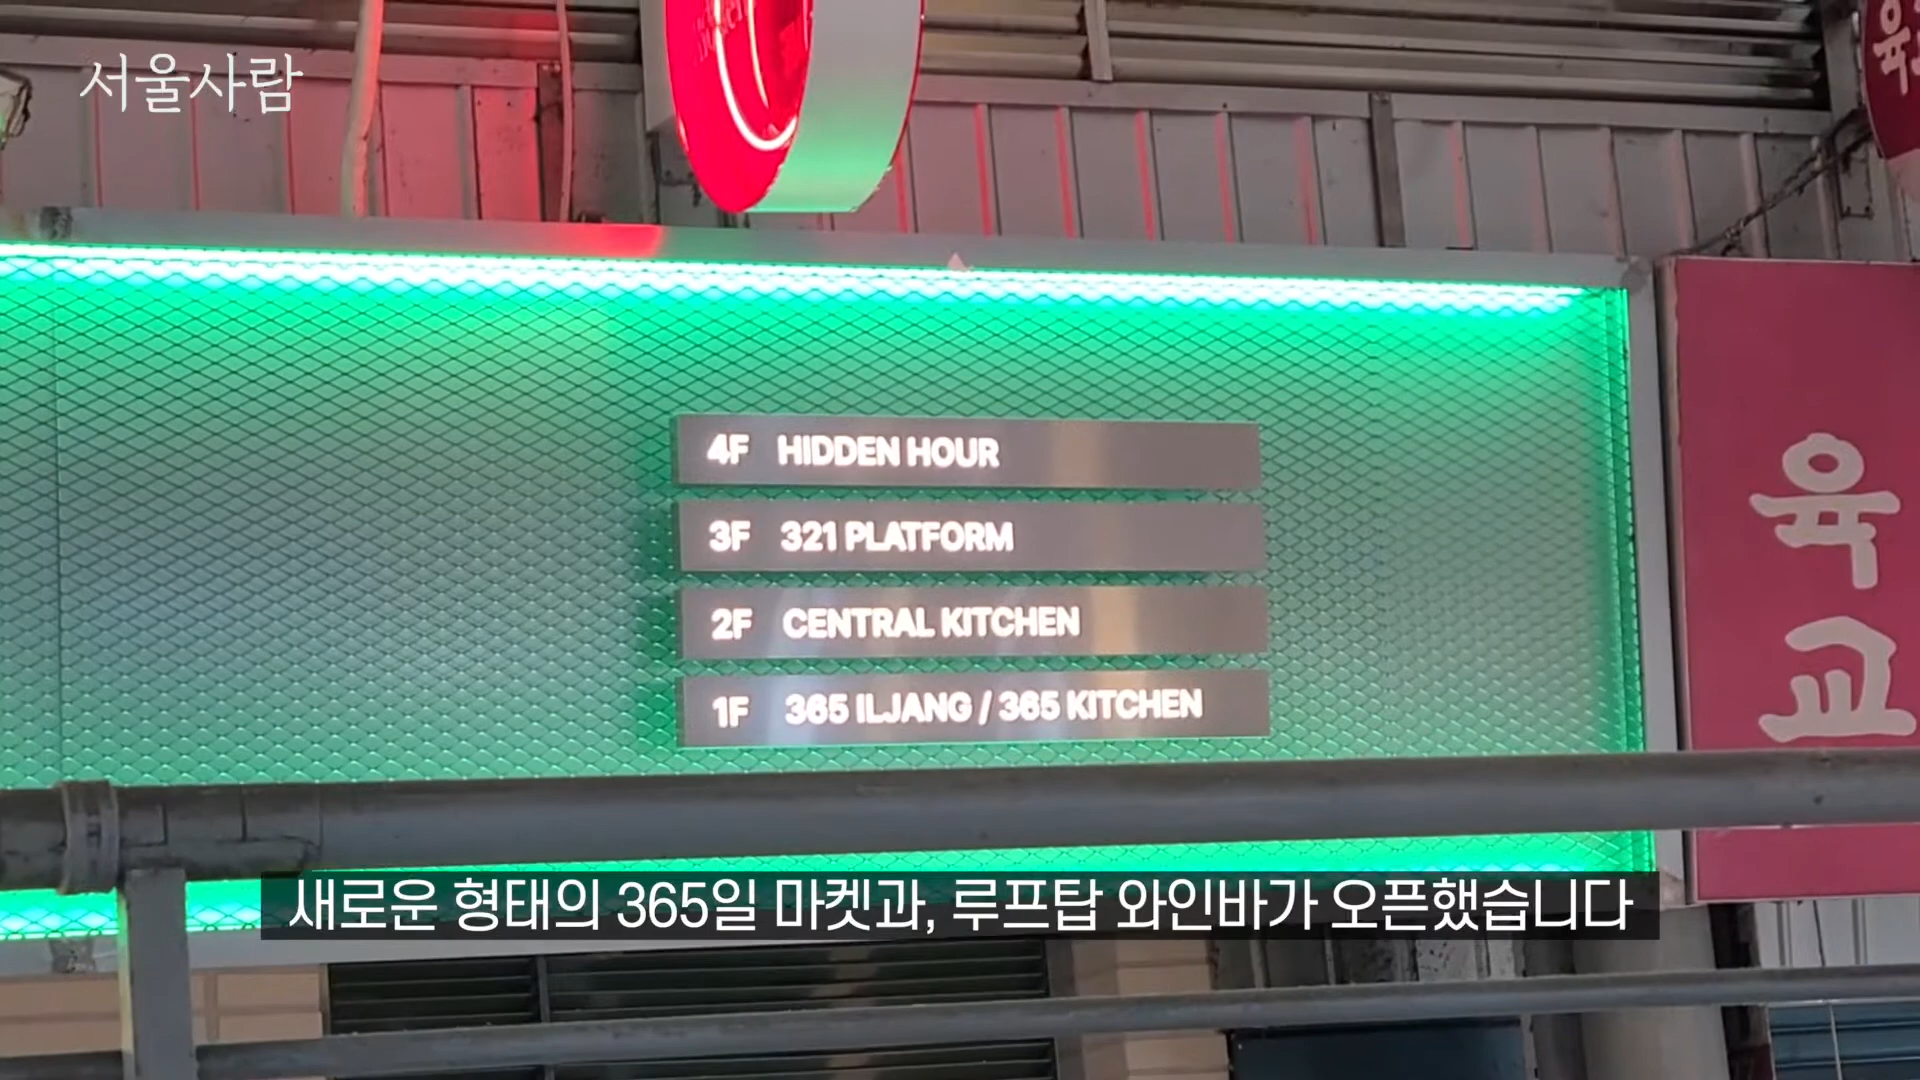 서울사람
4F HIDDEN HOUR
3F 321 PLATFORM
2F CENTRAL KITCHEN
1F 365 ILJANG / 365 KITCHEN
육
교
새로운 형태의 365일 마켓과, 루프탑 와인바가 오픈했습니다